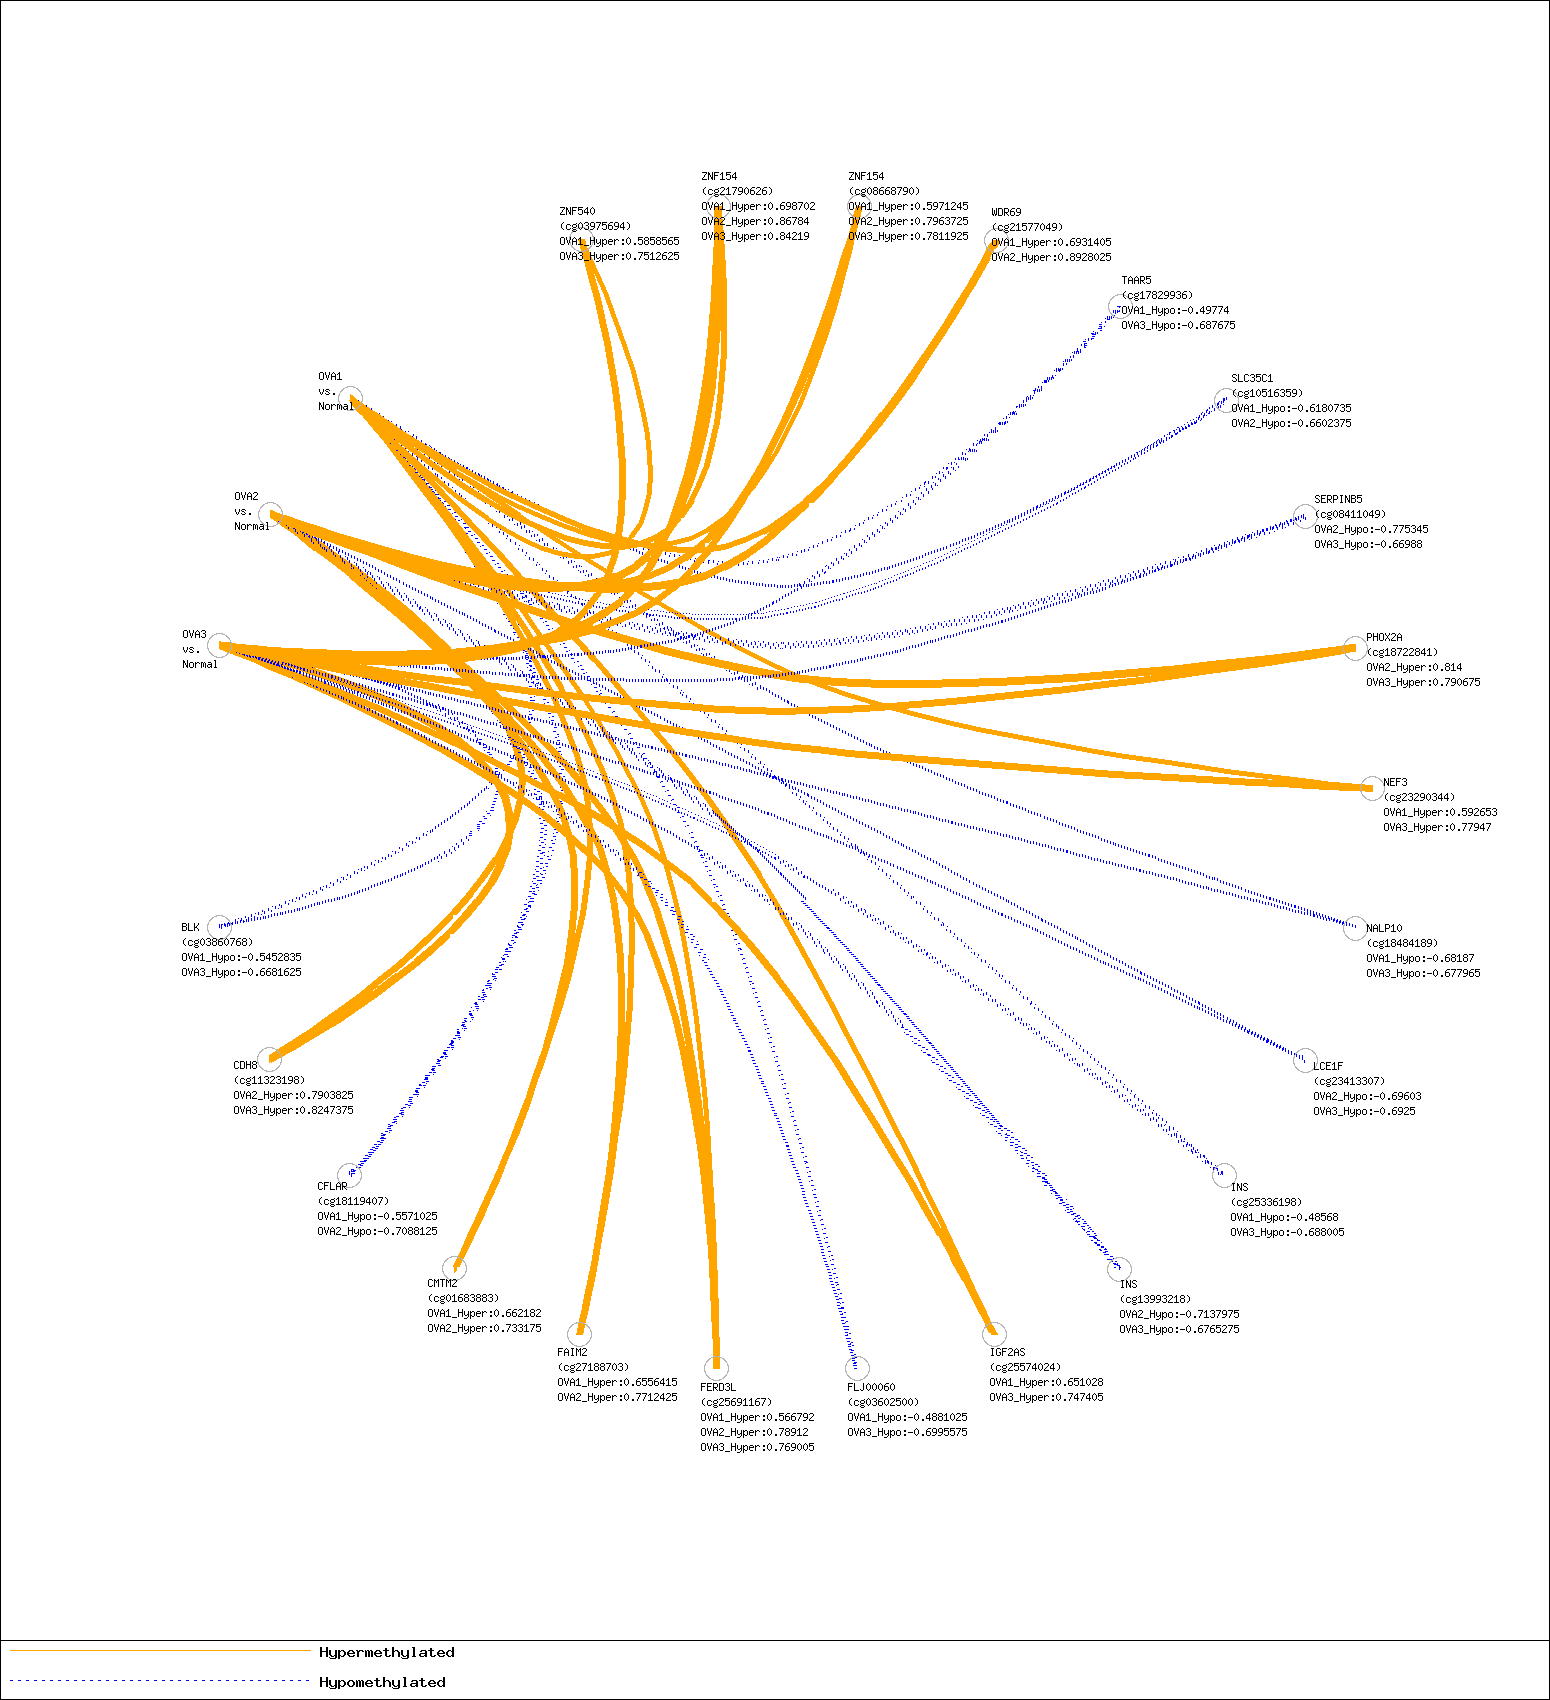 ZNF154
(cg21790626)
OVA1_Hyper:0.698702
OVA2_Hyper:0.86784
OVA3_Hyper:0.84219
ZNF154
(cg08668790)
OVA1_Hyper:0.5971245
OVA2_Hyper:0.7963725
OVA3_Hyper:0.7811925
ZNF540
(cg03975694)
OVA1_Hyper:0.5858565
OVA3_Hyper:0.7512625
WDR69
(cg21577049)
OVA1_Hyper:0.6931405
OVA2_Hyper:0.8928025
TAAR5
(cg17829936)
OVA1_Hypo:-0.49774
OVA3_Hypo:-0.687675
OVA1
vs.
Normal
SLC35C1
(cg10516359)
OVA1_Hypo:-0.6180735
OVA2_Hypo:-0.6602375
OVA2
vs.
Normal
SERPINB5
(cg08411049)
OVA2_Hypo:-0.775345
OVA3_Hypo:-0.66988
OVA3
vs.
Normal
PHOX2A
(cg18722841)
OVA2_Hyper:0.814
OVA3_Hyper:0.790675
NEF3
(cg23290344)
OVA1_Hyper:0.592653
OVA3_Hyper:0.77947
BLK
(cg03860768)
OVA1_Hypo:-0.5452835
OVA3_Hypo:-0.6681625
NALP10
(cg18484189)
OVA1_Hypo:-0.68187
OVA3_Hypo:-0.677965
CDH8
(cg11323198)
OVA2_Hyper:0.7903825
OVA3_Hyper:0.8247375
LCE1F
(cg23413307)
OVA2_Hypo:-0.69603
OVA3_Hypo:-0.6925
CFLAR
(cg18119407)
OVA1_Hypo:-0.5571025
OVA2_Hypo:-0.7088125
INS
(cg25336198)
OVA1_Hypo:-0.48568
OVA3_Hypo:-0.688005
CMTM2
(cg01683883)
OVA1_Hyper:0.662182
OVA2_Hyper:0.733175
INS
(cg13993218)
OVA2_Hypo:-0.7137975
OVA3_Hypo:-0.6765275
FAIM2
(cg27188703)
OVA1_Hyper:0.6556415
OVA2_Hyper:0.7712425
IGF2AS
(cg25574024)
OVA1_Hyper:0.651028
OVA3_Hyper:0.747405
FERD3L
(cg25691167)
OVA1_Hyper:0.566792
OVA2_Hyper:0.78912
OVA3_Hyper:0.769005
FLJ00060
(cg03602500)
OVA1_Hypo:-0.4881025
OVA3_Hypo:-0.6995575
Hypermethylated
Hypomethylated